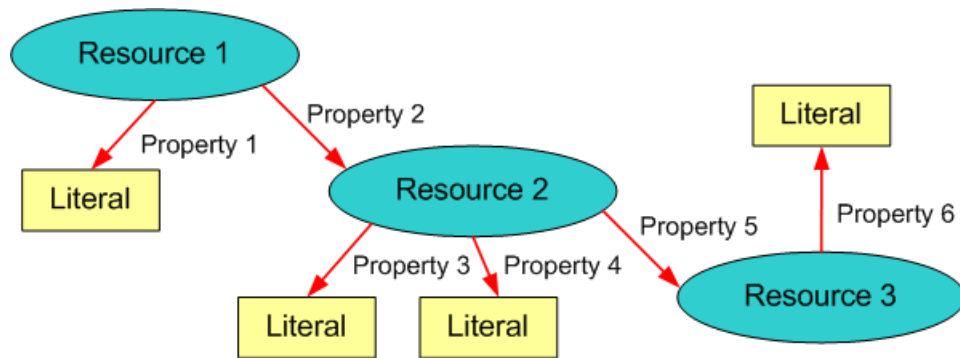 Resource 1
Property 1
Property 2
Literal
Literal
Resource 2
Property 3
Property 4
Property 5
Property 6
Literal
Literal
Resource 3